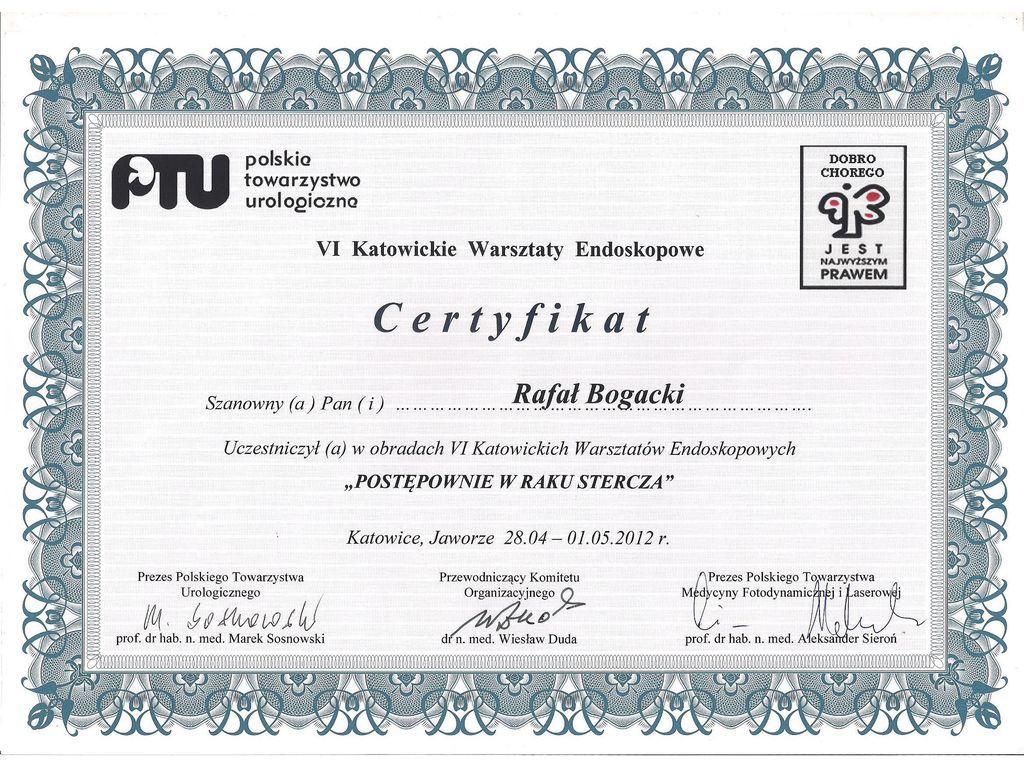 PTU polskie
towarzystwo
urologiczne
DOBRO
CHOREGO
JEST
NAJWYŻSZYM
PRAWEM
VI Katowickie Warsztaty Endoskopowe
Certyfikat
Szanowny (a ) Pan ( i ) ……………… Rafał Bogacki ………………
Uczestniczył (a) w obradach VI Katowickich Warsztatów Endoskopowych
„POSTĘPOWNIE W RAKU STERCZA”
Katowice, Jaworze 28.04 – 01.05.2012 r.
Prezes Polskiego Towarzystwa
Urologicznego
M. Sosnowski
prof. dr hab. n. med. Marek Sosnowski
Przewodniczący Komitetu
Organizacyjnego
dr n. med. Wiesław Duda
Prezes Polskiego Towarzystwa
Medycyny Fotodynamicznej i Laserowej
prof. dr hab. n. med. Aleksander Sieroń